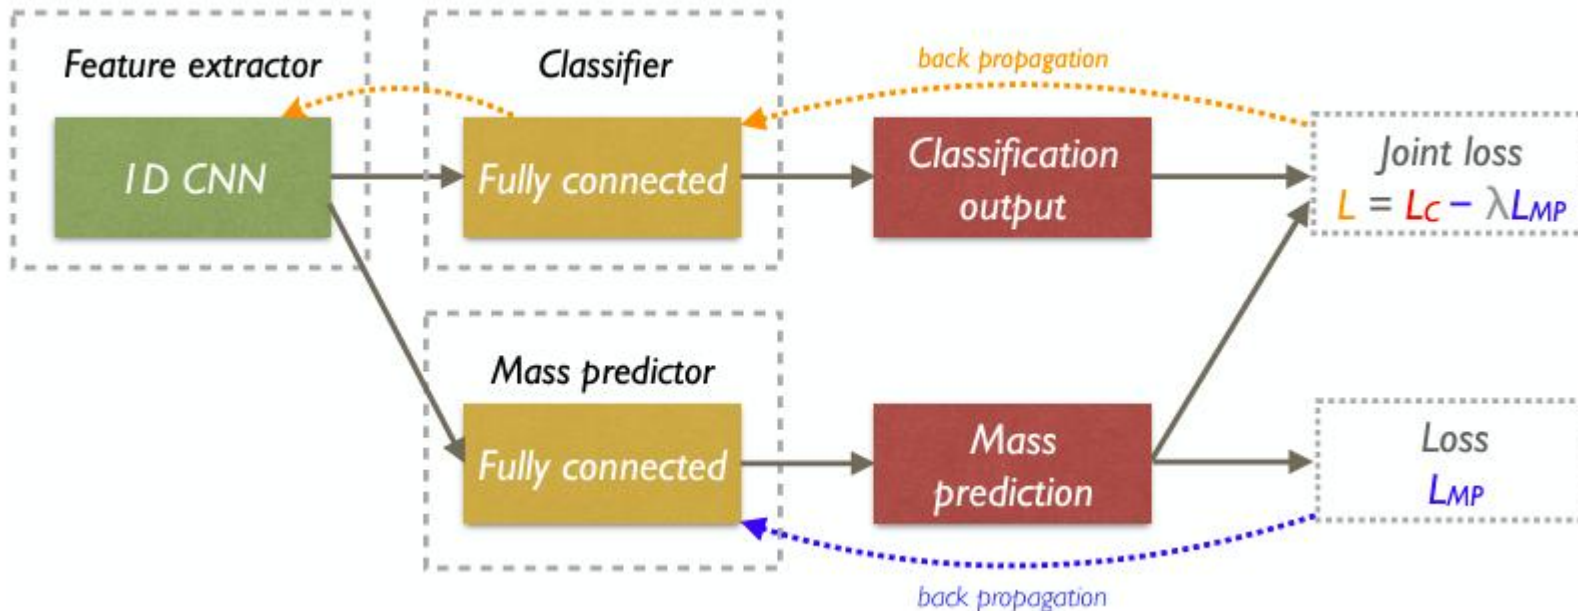 Feature extractor
Classifier
back propagation
1D CNN
Fully connected
Classification
output
Joint loss
L = LC − λLMP
Mass predictor
Fully connected
Mass
prediction
Loss
LMP
back propagation